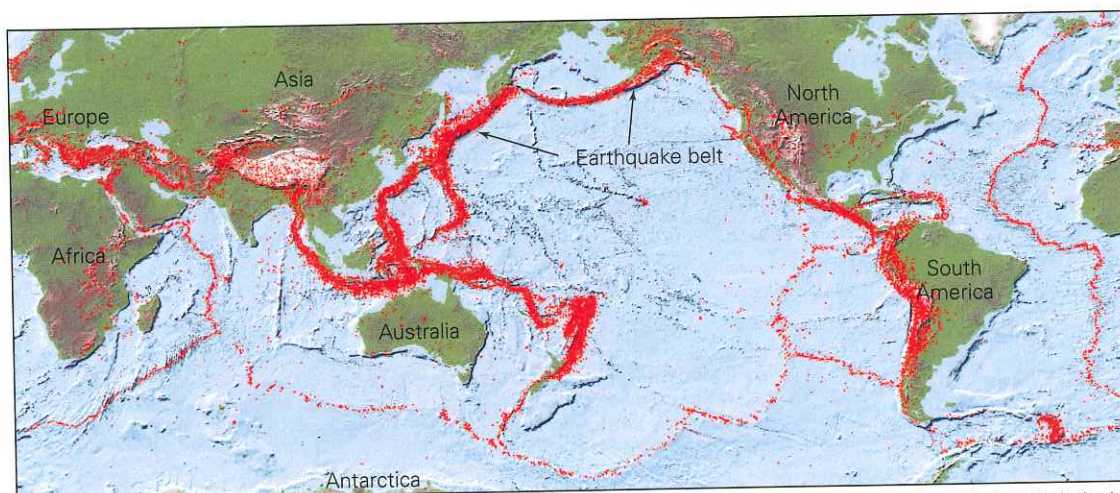 Asia
Europe
North
America
Earthquake belt
Africa
South
America
Australia
Antarctica